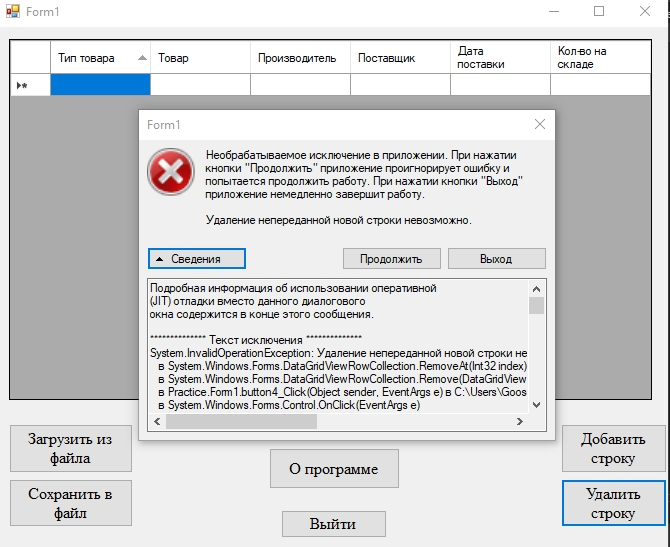 Form1
Тип товара
Товар
Производитель
Поставщик
Дата
поставки
Кол-во на
складе
Form1
Необрабатываемое исключение в приложении. При нажатии
кнопки "Продолжить" приложение проигнорирует ошибку и
попытается продолжить работу. При нажатии кнопки "Выход"
приложение немедленно завершит работу.
Удаление непереданной новой строки невозможно.
Сведения
Продолжить
Выход
Подробная информация об использовании оперативной
(JIT) отладки вместо данного диалогового
окна содержится в конце этого сообщения.
************** Текст исключения **************
System.InvalidOperationException: Удаление непереданной новой строки не
в System.Windows.Forms.DataGridViewRowCollection.RemoveAt(Int32 index)
в System.Windows.Forms.DataGridViewRowCollection.Remove(DataGridView
в Practice.Form1.button4_Click(Object sender, EventArgs e) в C:\Users\Goos
в System.Windows.Forms.Control.OnClick(EventArgs e)
Загрузить из
файла
Сохранить в
файл
О программе
Выйти
Добавить
строку
Удалить
строку